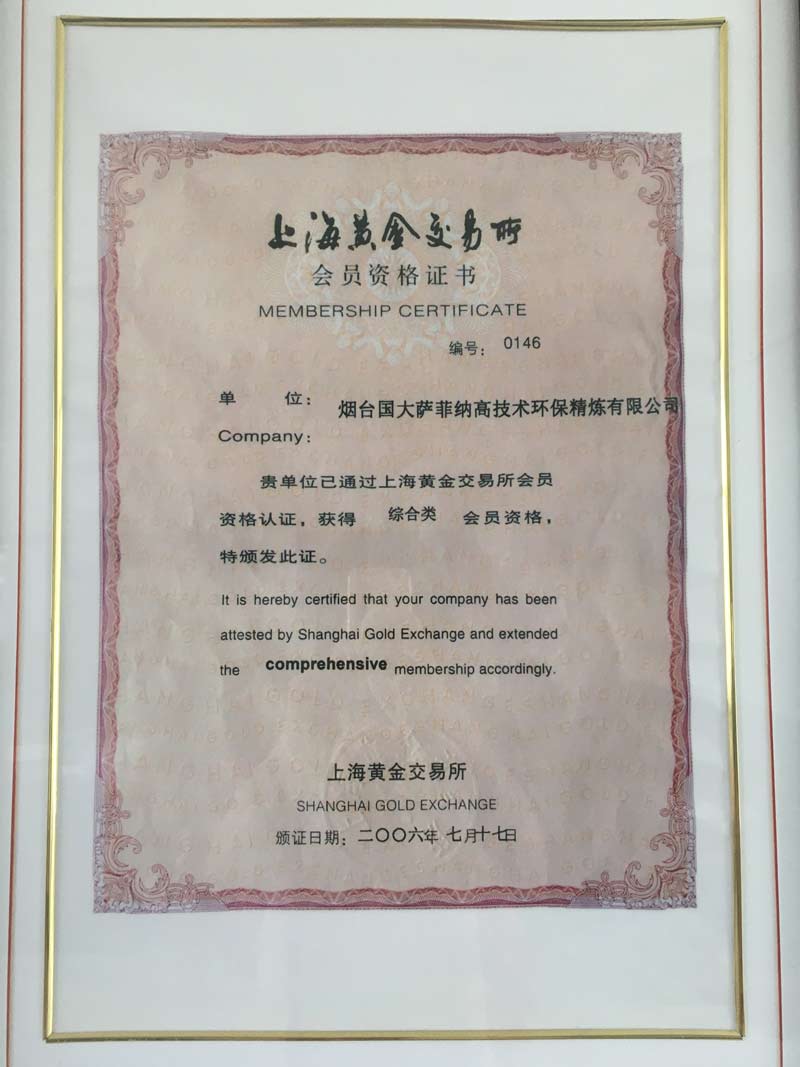 上海黄金交易所
会员资格证书
MEMBERSHIP CERTIFICATE
编号: 0146
单 位: 烟台国大萨菲纳高技术环保精炼有限公司
Company:
贵单位已通过上海黄金交易所会员
资格认证,获得 综合类 会员资格,
特颁发此证。
It is hereby certified that your company has been
attested by Shanghai Gold Exchange and extended
the comprehensive membership accordingly.
上海黄金交易所
SHANGHAI GOLD EXCHANGE
颁证日期:二〇〇六年 七月十七日